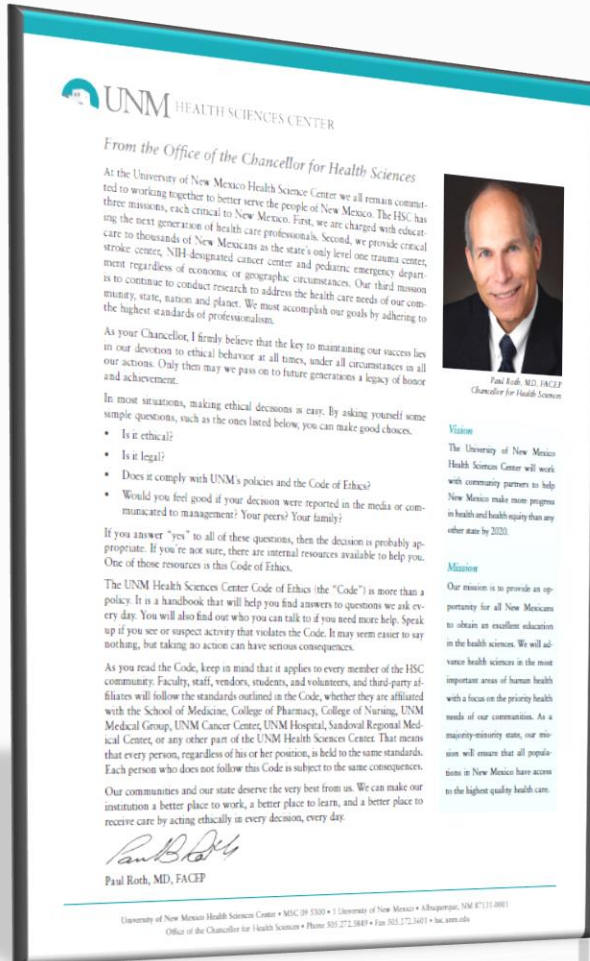 UNM HEALTH SCIENCES CENTER
From the Office of the Chancellor for Health Sciences
At the University of New Mexico Health Science Center we all remain commit-
ted to working together to better serve the people of New Mexico. The HSC has
three missions, each critical to New Mexico. First, we are charged with educat-
ing the next generation of health care professionals. Second, we provide critical
care to thousands of New Mexicans as the state's only level one trauma center,
stroke center, NIH-designated cancer center and pediatric emergency depart-
ment regardless of economic or geographic circumstances. Our third mission
is to continue to conduct research to address the health care needs of our com-
munity, state, nation and planet. We must accomplish our goals by adhering to
the highest standards of professionalism.
As your Chancellor, I firmly believe that the key to maintaining our success lies
in our devotion to ethical behavior at all times, under all circumstances in all
our actions. Only then may we pass on to future generations a legacy of honor
and achievement.
In most situations, making ethical decisions is easy. By asking yourself some
simple questions, such as the ones listed below, you can make good choices.
• Is it ethical?
• Is it legal?
• Does it comply with UNM's policies and the Code of Ethics?
• Would you feel good if your decision were reported in the media or com-
municated to management? Your peers? Your family?
If you answer "yes" to all of these questions, then the decision is probably ap-
propriate. If you're not sure, there are internal resources available to help you.
One of those resources is this Code of Ethics.
The UNM Health Sciences Center Code of Ethics (the "Code") is more than a
policy. It is a handbook that will help you find answers to questions we ask ev-
ery day. You will also find out who you can talk to if you need more help. Speak
up if you see or suspect activity that violates the Code. It may seem easier to say
nothing, but taking no action can have serious consequences.
As you read the Code, keep in mind that it applies to every member of the HSC
community. Faculty, staff, vendors, students, and volunteers, and third-party af-
filiates will follow the standards outlined in the Code, whether they are affiliated
with the School of Medicine, College of Pharmacy, College of Nursing, UNM
Medical Group, UNM Cancer Center, UNM Hospital, Sandoval Regional Med-
ical Center, or any other part of the UNM Health Sciences Center. That means
that every person, regardless of his or her position, is held to the same standards.
Each person who does not follow this Code is subject to the same consequences.
Our communities and our state deserve the very best from us. We can make our
institution a better place to work, a better place to learn, and a better place to
receive care by acting ethically in every decision, every day.
Paul B Roth
Paul Roth, MD, FACEP
Paul Roth, MD, FACEP
Chancellor for Health Sciences
Vision
The University of New Mexico
Health Sciences Center will work
with community partners to help
New Mexico make more progress
in health and health equity than any
other state by 2020.
Mission
Our mission is to provide an op-
portunity for all New Mexicans
to obtain an excellent education
in the health sciences. We will ad-
vance health sciences in the most
important areas of human health
with a focus on the priority health
needs of our communities. As a
majority-minority state, our mis-
sion will ensure that all popula-
tions in New Mexico have access
to the highest quality health care.
University of New Mexico Health Sciences Center • MSC 09 5300 • 1 University of New Mexico • Albuquerque, NM 87131-0001
Office of the Chancellor for Health Sciences • Phone 505.272.5849 • Fax 505.272.3601 • hsc.unm.edu